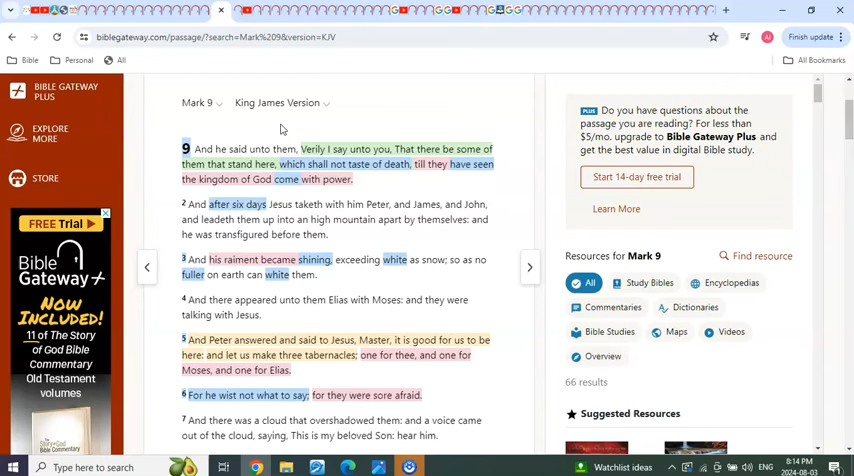 biblegateway.com/passage/?search=Mark%209&version=KJV
AI
Finish update
Bible
Personal
All
All Bookmarks
BIBLE GATEWAY
PLUS
EXPLORE
MORE
STORE
FREE Trial
Bible
Gateway+
NOW
INCLUDED!
11 of The Story
of God Bible
Commentary
Old Testament
volumes
Mark 9
King James Version
9 And he said unto them, Verily I say unto you, That there be some of
them that stand here, which shall not taste of death, till they have seen
the kingdom of God come with power.
2 And after six days Jesus taketh with him Peter, and James, and John,
and leadeth them up into an high mountain apart by themselves: and
he was transfigured before them.
3 And his raiment became shining, exceeding white as snow; so as no
fuller on earth can white them.
4 And there appeared unto them Elias with Moses: and they were
talking with Jesus.
5 And Peter answered and said to Jesus, Master, it is good for us to be
here: and let us make three tabernacles; one for thee, and one for
Moses, and one for Elias.
6 For he wist not what to say; for they were sore afraid.
7 And there was a cloud that overshadowed them: and a voice came
out of the cloud, saying, This is my beloved Son: hear him.
PLUS Do you have questions about the
passage you are reading? For less than
$5/mo. upgrade to Bible Gateway Plus and
get the best value in digital Bible study.
Start 14-day free trial
Learn More
Resources for Mark 9
Find resource
All
Study Bibles
Encyclopedias
Commentaries
Dictionaries
Bible Studies
Maps
Videos
Overview
66 results
Suggested Resources
Type here to search
Watchlist ideas
ENG
8:14 PM
2024-08-03